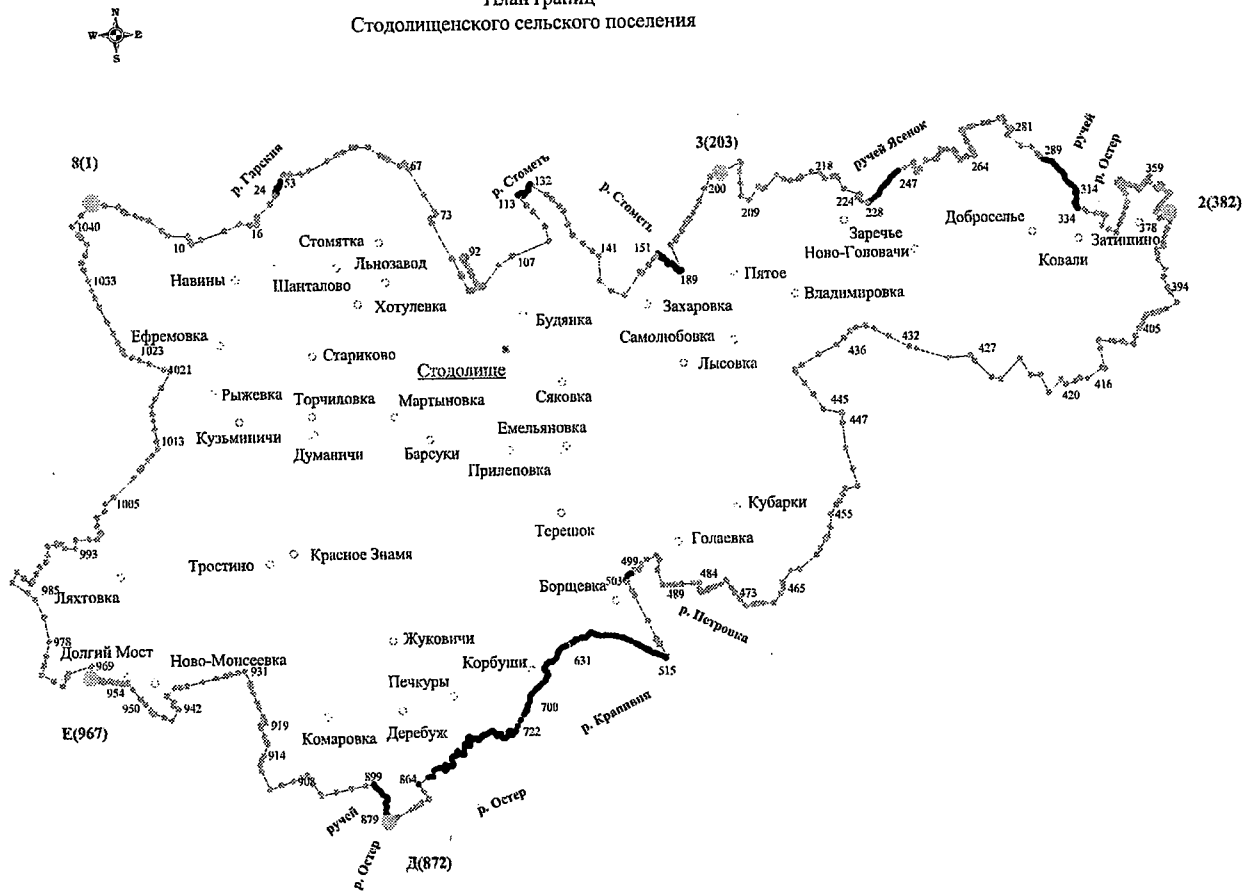 План границ
Стодолищенского сельского поселения
N
W E
S
8(1)
р. Гарский
24
53
67
р. Стометь
132
113
р. Стометь
3(203)
200
218
ручей Ясенок
281
289
ручей
р. Остер
359
2(382)
1040
10
16
73
92
107
141
151
189
209
224
228
247
264
314
334
378
Стомятка
Льнозавод
Заречье
Ново-Головачи
Доброселье
Затишино
Ковали
1033
Навины
Шанталово
Хотулевка
Будянка
Захаровка
Пятое
Владимировка
394
405
Ефремовка
1023
1021
Стариково
Стодолище
Самолюбовка
Лысовка
436
432
427
416
420
Рыжевка
Торчиловка
Мартыновка
Сяковка
445
447
Кузьминичи
Думаничи
Барсуки
Емельяновка
Прилеповка
1013
1005
Кубарки
455
Терешок
Голаевка
993
Тростино
Красное Знамя
985
Ляхтовка
Борщевка
499
503
489
484
473
465
р. Петровка
978
Долгий Мост
Ново-Моисеевка
Жуковичи
Корбуши
631
515
969
954
950
942
931
Печкуры
700
р. Крапивня
Е(967)
919
914
Комаровка
Деребуж
722
908
899
864
р. Остер
ручей
879
р. Остер
Д(872)